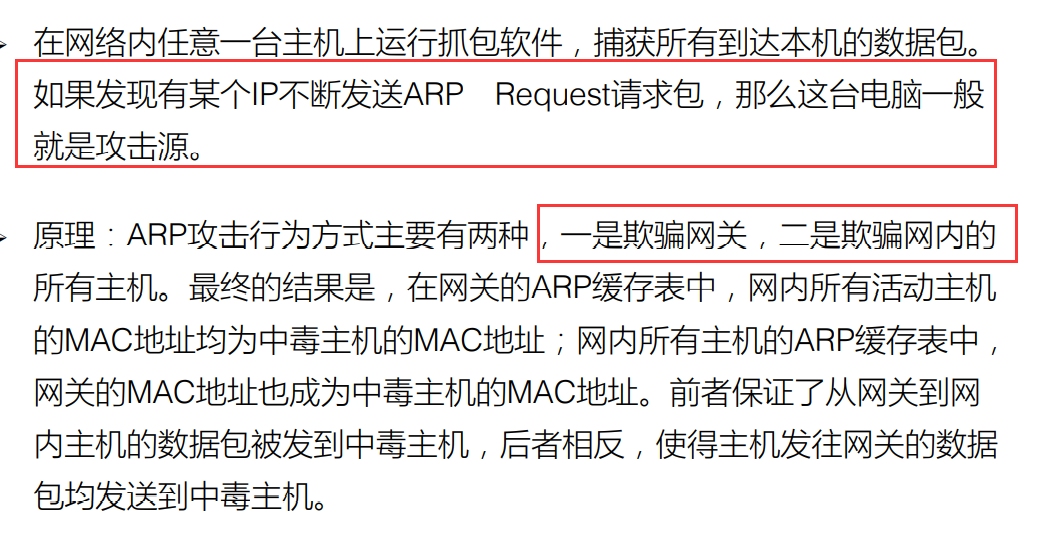 在网络内任意一台主机上运行抓包软件，捕获所有到达本机的数据包。
如果发现有某个IP不断发送ARP Request请求包，那么这台电脑一般
就是攻击源。
原理：ARP攻击行为方式主要有两种，一是欺骗网关，二是欺骗网内的
所有主机。最终的结果是，在网关的ARP缓存表中，网内所有活动主机
的MAC地址均为中毒主机的MAC地址；网内所有主机的ARP缓存表中，
网关的MAC地址也成为中毒主机的MAC地址。前者保证了从网关到网
内主机的数据包被发到中毒主机，后者相反，使得主机发往网关的数据
包均发送到中毒主机。